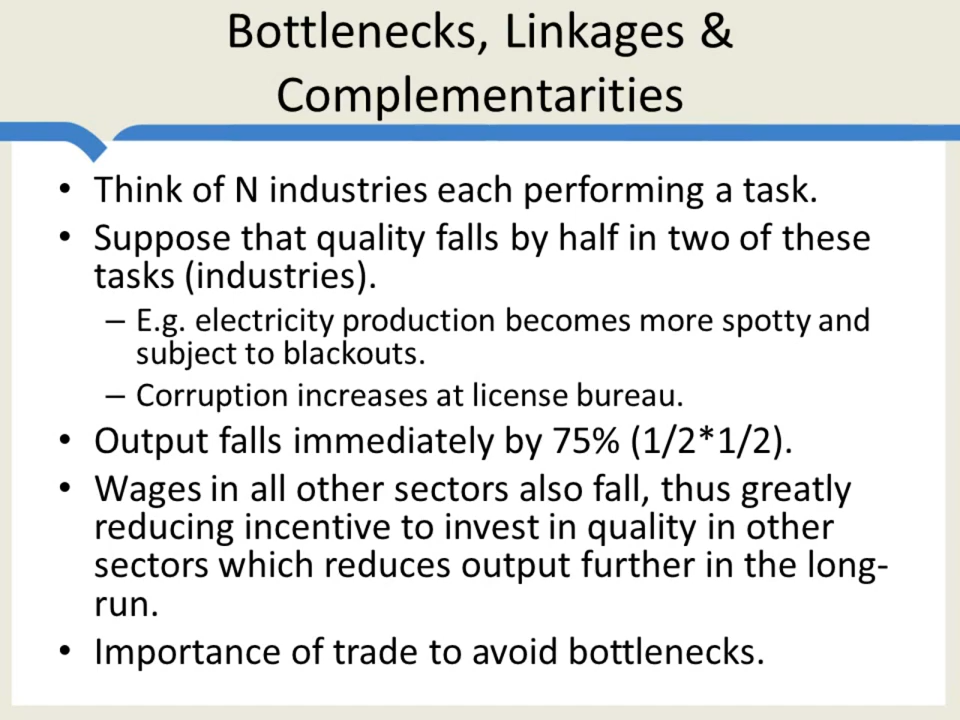 Bottlenecks, Linkages &
Complementarities
• Think of N industries each performing a task.
• Suppose that quality falls by half in two of these
tasks (industries).
– E.g. electricity production becomes more spotty and
subject to blackouts.
– Corruption increases at license bureau.
• Output falls immediately by 75% (1/2*1/2).
• Wages in all other sectors also fall, thus greatly
reducing incentive to invest in quality in other
sectors which reduces output further in the long-
run.
• Importance of trade to avoid bottlenecks.